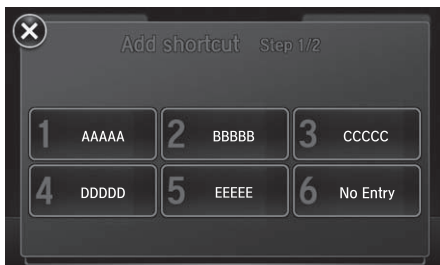 Add shortcut Step 1/2
1 AAAAA 2 BBBBB 3 CCCCC
4 DDDDD 5 EEEEE 6 No Entry